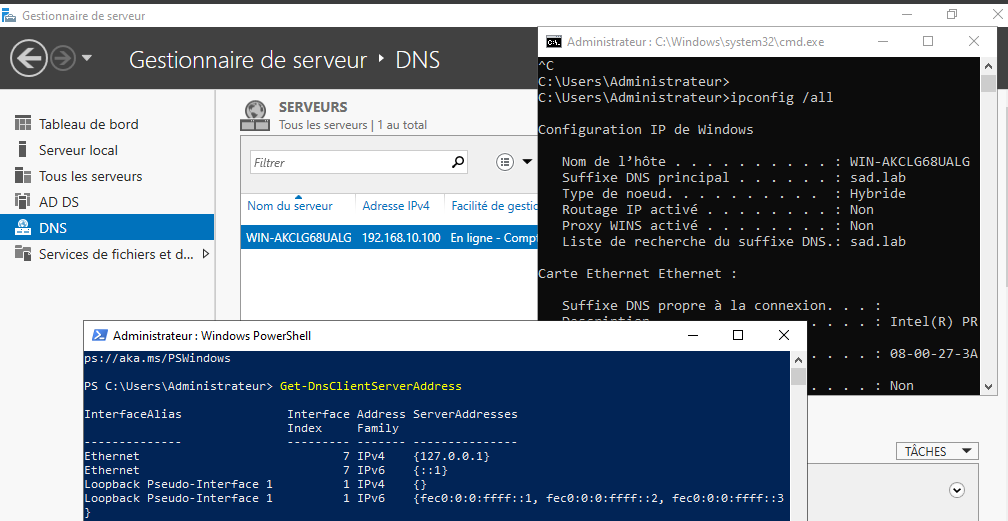 Gestionnaire de serveur
Gestionnaire de serveur ‣ DNS
Tableau de bord
Serveur local
Tous les serveurs
AD DS
DNS
Services de fichiers et d...
SERVEURS
Tous les serveurs | 1 au total
Filtrer
Nom du serveur Adresse IPv4 Facilité de gestic
WIN-AKCLG68UALG 192.168.10.100 En ligne - Comp
TÂCHES
Administrateur : C:\Windows\system32\cmd.exe
^C
C:\Users\Administrateur>
C:\Users\Administrateur>ipconfig /all
Configuration IP de Windows
Nom de l’hôte . . . . . . . . . . : WIN-AKCLG68UALG
Suffixe DNS principal . . . . . . : sad.lab
Type de noeud. . . . . . . . . . : Hybride
Routage IP activé . . . . . . . . : Non
Proxy WINS activé . . . . . . . . : Non
Liste de recherche du suffixe DNS.: sad.lab
Carte Ethernet Ethernet :
Suffixe DNS propre à la connexion. . . :
. . . . . : Intel(R) PR
. . . . . : 08-00-27-3A
. . . . . : Non
Administrateur : Windows PowerShell
ps://aka.ms/PSWindows
PS C:\Users\Administrateur> Get-DnsClientServerAddress
InterfaceAlias Interface Address ServerAddresses
Index Family
-------------- --------- ------- ---------------
Ethernet 7 IPv4 {127.0.0.1}
Ethernet 7 IPv6 {::1}
Loopback Pseudo-Interface 1 1 IPv4 {}
Loopback Pseudo-Interface 1 1 IPv6 {fec0:0:0:ffff::1, fec0:0:0:ffff::2, fec0:0:0:ffff::3
}